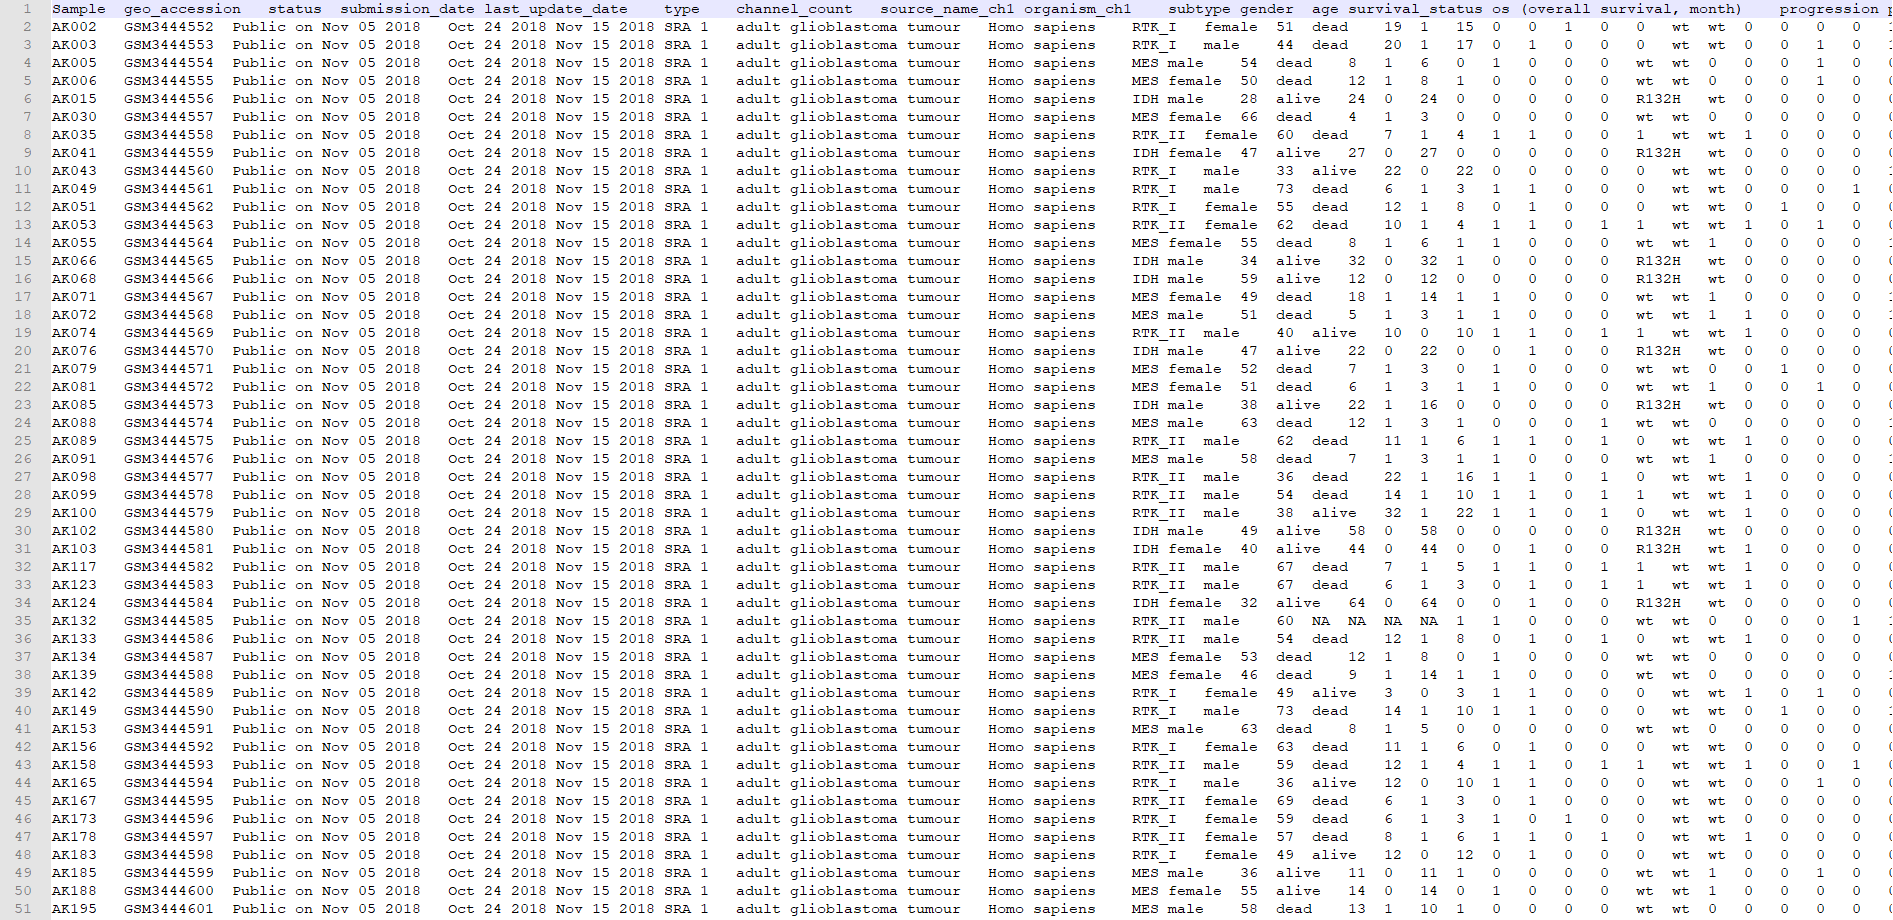 1 Sample geo_accession status submission_date last_update_date type channel_count source_name_ch1 organism_ch1 subtype gender age survival_status os (overall survival, month) progression
2 AK002 GSM3444552 Public on Nov 05 2018 Oct 24 2018 Nov 15 2018 SRA 1 adult glioblastoma tumour Homo sapiens RTK_I female 51 dead 19 1 15 0 0 1 0 0 wt wt 0 0 0 0
3 AK003 GSM3444553 Public on Nov 05 2018 Oct 24 2018 Nov 15 2018 SRA 1 adult glioblastoma tumour Homo sapiens RTK_I male 44 dead 20 1 17 0 1 0 0 0 wt wt 0 0 1 0
4 AK005 GSM3444554 Public on Nov 05 2018 Oct 24 2018 Nov 15 2018 SRA 1 adult glioblastoma tumour Homo sapiens MES male 54 dead 8 1 6 0 1 0 0 0 wt wt 0 0 1 0
5 AK006 GSM3444555 Public on Nov 05 2018 Oct 24 2018 Nov 15 2018 SRA 1 adult glioblastoma tumour Homo sapiens MES female 50 dead 12 1 8 1 0 0 0 0 wt wt 0 0 1 0
6 AK015 GSM3444556 Public on Nov 05 2018 Oct 24 2018 Nov 15 2018 SRA 1 adult glioblastoma tumour Homo sapiens IDH male 28 alive 24 0 24 0 0 0 0 0 R132H wt 0 0 0 0
7 AK030 GSM3444557 Public on Nov 05 2018 Oct 24 2018 Nov 15 2018 SRA 1 adult glioblastoma tumour Homo sapiens MES female 66 dead 4 1 3 0 0 0 0 0 wt wt 0 0 0 0 0
8 AK035 GSM3444558 Public on Nov 05 2018 Oct 24 2018 Nov 15 2018 SRA 1 adult glioblastoma tumour Homo sapiens RTK_II female 60 dead 7 1 4 1 1 0 0 1 wt wt 1 0 0 0
9 AK041 GSM3444559 Public on Nov 05 2018 Oct 24 2018 Nov 15 2018 SRA 1 adult glioblastoma tumour Homo sapiens IDH female 47 alive 27 0 27 0 0 0 0 0 R132H wt 0 0 0 0
10 AK043 GSM3444560 Public on Nov 05 2018 Oct 24 2018 Nov 15 2018 SRA 1 adult glioblastoma tumour Homo sapiens RTK_I male 33 alive 22 0 22 0 0 0 0 0 wt wt 0 0 0 0
11 AK049 GSM3444561 Public on Nov 05 2018 Oct 24 2018 Nov 15 2018 SRA 1 adult glioblastoma tumour Homo sapiens RTK_I male 73 dead 6 1 3 1 1 0 0 0 wt wt 0 0 0 1
12 AK051 GSM3444562 Public on Nov 05 2018 Oct 24 2018 Nov 15 2018 SRA 1 adult glioblastoma tumour Homo sapiens RTK_I female 55 dead 12 1 8 0 1 0 0 0 wt wt 0 1 0 0
13 AK053 GSM3444563 Public on Nov 05 2018 Oct 24 2018 Nov 15 2018 SRA 1 adult glioblastoma tumour Homo sapiens RTK_II female 62 dead 10 1 4 1 1 0 1 1 wt wt 1 0 1 0
14 AK055 GSM3444564 Public on Nov 05 2018 Oct 24 2018 Nov 15 2018 SRA 1 adult glioblastoma tumour Homo sapiens MES female 55 dead 8 1 6 1 1 0 0 0 wt wt 1 0 0 0 0
15 AK066 GSM3444565 Public on Nov 05 2018 Oct 24 2018 Nov 15 2018 SRA 1 adult glioblastoma tumour Homo sapiens IDH male 34 alive 32 0 32 1 0 0 0 0 R132H wt 0 0 0 0
16 AK068 GSM3444566 Public on Nov 05 2018 Oct 24 2018 Nov 15 2018 SRA 1 adult glioblastoma tumour Homo sapiens IDH male 59 alive 12 0 12 0 0 0 0 0 R132H wt 0 0 0 0
17 AK071 GSM3444567 Public on Nov 05 2018 Oct 24 2018 Nov 15 2018 SRA 1 adult glioblastoma tumour Homo sapiens MES female 49 dead 18 1 14 1 1 0 0 0 wt wt 1 0 0 0 0
18 AK072 GSM3444568 Public on Nov 05 2018 Oct 24 2018 Nov 15 2018 SRA 1 adult glioblastoma tumour Homo sapiens MES male 51 dead 5 1 3 1 1 0 0 0 wt wt 1 1 0 0 0
19 AK074 GSM3444569 Public on Nov 05 2018 Oct 24 2018 Nov 15 2018 SRA 1 adult glioblastoma tumour Homo sapiens RTK_II male 40 alive 10 0 10 1 1 0 1 1 wt wt 1 0 0 0
20 AK076 GSM3444570 Public on Nov 05 2018 Oct 24 2018 Nov 15 2018 SRA 1 adult glioblastoma tumour Homo sapiens IDH male 47 alive 22 0 22 0 0 1 0 0 R132H wt 0 0 0 0
21 AK079 GSM3444571 Public on Nov 05 2018 Oct 24 2018 Nov 15 2018 SRA 1 adult glioblastoma tumour Homo sapiens MES female 52 dead 7 1 3 0 1 0 0 0 wt wt 0 0 1 0 0
22 AK081 GSM3444572 Public on Nov 05 2018 Oct 24 2018 Nov 15 2018 SRA 1 adult glioblastoma tumour Homo sapiens MES female 51 dead 6 1 3 1 1 0 0 0 wt wt 1 0 0 1 0
23 AK085 GSM3444573 Public on Nov 05 2018 Oct 24 2018 Nov 15 2018 SRA 1 adult glioblastoma tumour Homo sapiens IDH male 38 alive 22 1 16 0 0 0 0 0 R132H wt 0 0 0 0
24 AK088 GSM3444574 Public on Nov 05 2018 Oct 24 2018 Nov 15 2018 SRA 1 adult glioblastoma tumour Homo sapiens MES male 63 dead 12 1 3 1 0 0 0 1 wt wt 0 0 0 0 0
25 AK089 GSM3444575 Public on Nov 05 2018 Oct 24 2018 Nov 15 2018 SRA 1 adult glioblastoma tumour Homo sapiens RTK_II male 62 dead 11 1 6 1 1 0 1 0 wt wt 1 0 0 0
26 AK091 GSM3444576 Public on Nov 05 2018 Oct 24 2018 Nov 15 2018 SRA 1 adult glioblastoma tumour Homo sapiens MES male 58 dead 7 1 3 1 1 0 0 0 wt wt 1 0 0 0 0
27 AK098 GSM3444577 Public on Nov 05 2018 Oct 24 2018 Nov 15 2018 SRA 1 adult glioblastoma tumour Homo sapiens RTK_II male 36 dead 22 1 16 1 1 0 1 0 wt wt 1 0 0 0
28 AK099 GSM3444578 Public on Nov 05 2018 Oct 24 2018 Nov 15 2018 SRA 1 adult glioblastoma tumour Homo sapiens RTK_II male 54 dead 14 1 10 1 1 0 1 1 wt wt 1 0 0 0
29 AK100 GSM3444579 Public on Nov 05 2018 Oct 24 2018 Nov 15 2018 SRA 1 adult glioblastoma tumour Homo sapiens RTK_II male 38 alive 32 1 22 1 1 0 1 0 wt wt 1 0 0 0
30 AK102 GSM3444580 Public on Nov 05 2018 Oct 24 2018 Nov 15 2018 SRA 1 adult glioblastoma tumour Homo sapiens IDH male 49 alive 58 0 58 0 0 0 0 0 R132H wt 0 0 0 0
31 AK103 GSM3444581 Public on Nov 05 2018 Oct 24 2018 Nov 15 2018 SRA 1 adult glioblastoma tumour Homo sapiens IDH female 40 alive 44 0 44 0 0 1 0 0 R132H wt 1 0 0 0
32 AK117 GSM3444582 Public on Nov 05 2018 Oct 24 2018 Nov 15 2018 SRA 1 adult glioblastoma tumour Homo sapiens RTK_II male 67 dead 7 1 5 1 1 0 1 1 wt wt 1 0 0 0
33 AK123 GSM3444583 Public on Nov 05 2018 Oct 24 2018 Nov 15 2018 SRA 1 adult glioblastoma tumour Homo sapiens RTK_II male 67 dead 6 1 3 0 1 0 1 1 wt wt 1 0 0 0
34 AK124 GSM3444584 Public on Nov 05 2018 Oct 24 2018 Nov 15 2018 SRA 1 adult glioblastoma tumour Homo sapiens IDH female 32 alive 64 0 64 0 0 1 0 0 R132H wt 0 0 0 0
35 AK132 GSM3444585 Public on Nov 05 2018 Oct 24 2018 Nov 15 2018 SRA 1 adult glioblastoma tumour Homo sapiens RTK_II male 60 NA NA NA NA 1 1 0 0 0 wt wt 0 0 0 0 1
36 AK133 GSM3444586 Public on Nov 05 2018 Oct 24 2018 Nov 15 2018 SRA 1 adult glioblastoma tumour Homo sapiens RTK_II male 54 dead 12 1 8 0 1 0 1 0 wt wt 1 0 0 0
37 AK134 GSM3444587 Public on Nov 05 2018 Oct 24 2018 Nov 15 2018 SRA 1 adult glioblastoma tumour Homo sapiens MES female 53 dead 12 1 8 0 1 0 0 0 wt wt 0 0 0 0 0
38 AK139 GSM3444588 Public on Nov 05 2018 Oct 24 2018 Nov 15 2018 SRA 1 adult glioblastoma tumour Homo sapiens MES female 46 dead 9 1 14 1 1 0 0 0 wt wt 1 0 0 0 0
39 AK142 GSM3444589 Public on Nov 05 2018 Oct 24 2018 Nov 15 2018 SRA 1 adult glioblastoma tumour Homo sapiens RTK_I female 49 alive 3 0 3 1 1 0 0 0 wt wt 1 0 1 0
40 AK149 GSM3444590 Public on Nov 05 2018 Oct 24 2018 Nov 15 2018 SRA 1 adult glioblastoma tumour Homo sapiens RTK_I male 73 dead 14 1 10 1 1 0 0 0 wt wt 0 1 0 0
41 AK153 GSM3444591 Public on Nov 05 2018 Oct 24 2018 Nov 15 2018 SRA 1 adult glioblastoma tumour Homo sapiens MES male 63 dead 8 1 5 0 0 0 0 0 wt wt 0 0 0 0 0
42 AK156 GSM3444592 Public on Nov 05 2018 Oct 24 2018 Nov 15 2018 SRA 1 adult glioblastoma tumour Homo sapiens RTK_I female 63 dead 11 1 6 0 1 0 0 0 wt wt 0 0 0 0
43 AK158 GSM3444593 Public on Nov 05 2018 Oct 24 2018 Nov 15 2018 SRA 1 adult glioblastoma tumour Homo sapiens RTK_II male 59 dead 12 1 4 1 1 0 1 1 wt wt 1 0 0 1
44 AK165 GSM3444594 Public on Nov 05 2018 Oct 24 2018 Nov 15 2018 SRA 1 adult glioblastoma tumour Homo sapiens RTK_I male 36 alive 12 0 10 1 1 0 0 0 wt wt 0 0 1 0
45 AK167 GSM3444595 Public on Nov 05 2018 Oct 24 2018 Nov 15 2018 SRA 1 adult glioblastoma tumour Homo sapiens RTK_II female 69 dead 6 1 3 0 1 0 0 0 wt wt 0 0 0 0
46 AK173 GSM3444596 Public on Nov 05 2018 Oct 24 2018 Nov 15 2018 SRA 1 adult glioblastoma tumour Homo sapiens RTK_I female 59 dead 6 1 3 1 0 1 0 0 wt wt 0 0 0 0
47 AK178 GSM3444597 Public on Nov 05 2018 Oct 24 2018 Nov 15 2018 SRA 1 adult glioblastoma tumour Homo sapiens RTK_II female 57 dead 8 1 6 1 1 0 1 0 wt wt 1 0 0 0
48 AK183 GSM3444598 Public on Nov 05 2018 Oct 24 2018 Nov 15 2018 SRA 1 adult glioblastoma tumour Homo sapiens RTK_I female 49 alive 12 0 12 0 1 0 0 0 wt wt 0 0 0 0
49 AK185 GSM3444599 Public on Nov 05 2018 Oct 24 2018 Nov 15 2018 SRA 1 adult glioblastoma tumour Homo sapiens MES male 36 alive 11 0 11 1 0 0 0 0 wt wt 1 0 0 1 0
50 AK188 GSM3444600 Public on Nov 05 2018 Oct 24 2018 Nov 15 2018 SRA 1 adult glioblastoma tumour Homo sapiens MES female 55 alive 14 0 14 0 1 0 0 0 wt wt 1 0 0 0 0
51 AK195 GSM3444601 Public on Nov 05 2018 Oct 24 2018 Nov 15 2018 SRA 1 adult glioblastoma tumour Homo sapiens MES male 58 dead 13 1 10 1 0 0 0 0 wt wt 0 0 0 0 0